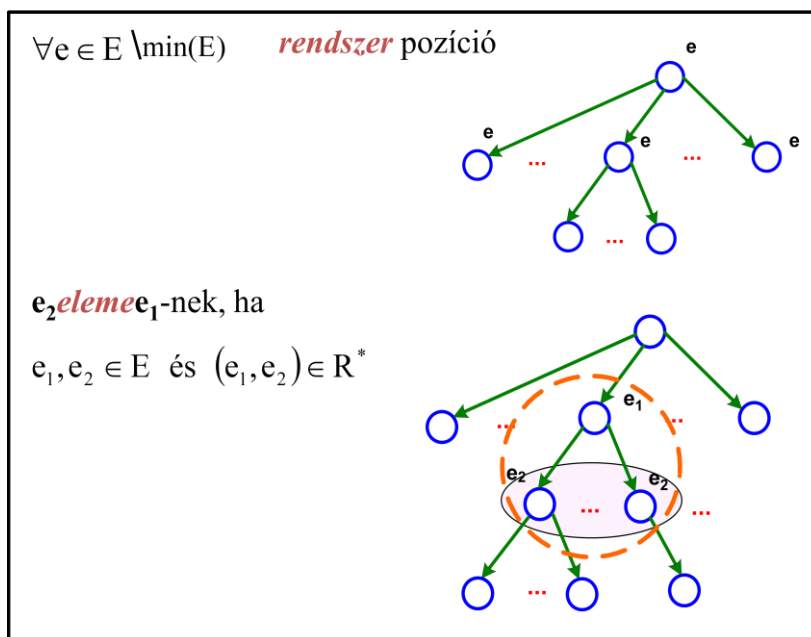 ∀e ∈ E \min(E) rendszer pozíció
e
e
...
e
...
e
...
e₂elemee₁-nek, ha
e₁, e₂ ∈ E és (e₁, e₂) ∈ R*
e₁
...
..
e₂
e₂
...
...
...